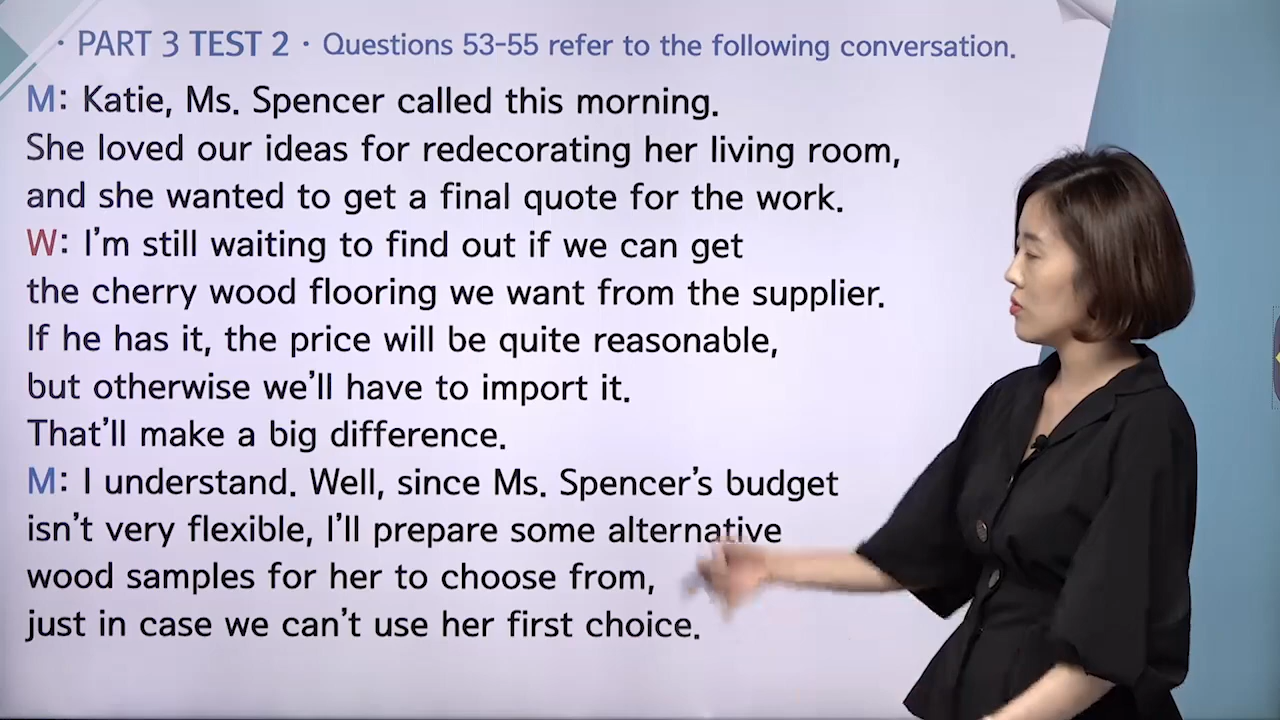 · PART 3 TEST 2 · Questions 53-55 refer to the following conversation.
M: Katie, Ms. Spencer called this morning.
She loved our ideas for redecorating her living room,
and she wanted to get a final quote for the work.
W: I'm still waiting to find out if we can get
the cherry wood flooring we want from the supplier.
If he has it, the price will be quite reasonable,
but otherwise we'll have to import it.
That'll make a big difference.
M: I understand. Well, since Ms. Spencer's budget
isn't very flexible, I'll prepare some alternative
wood samples for her to choose from,
just in case we can't use her first choice.